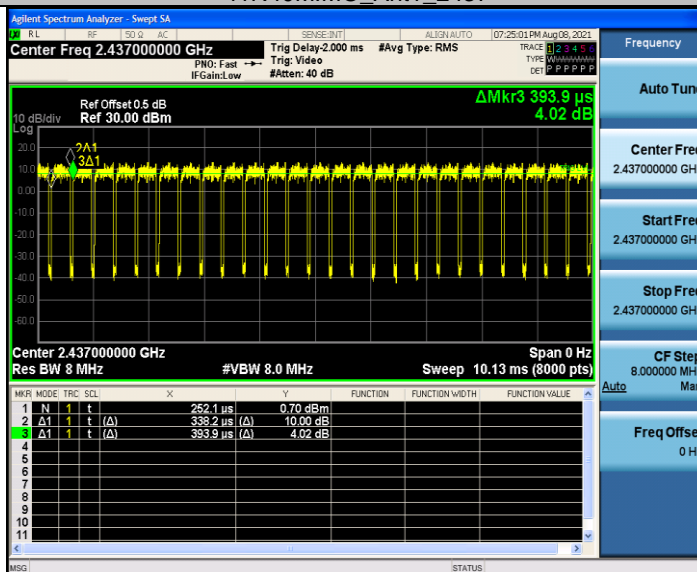 Agilent Spectrum Analyzer - Swept SA
RL RF 50 Ω AC SENSE:INT ALIGN AUTO 07:25:01 PM Aug 08, 2021
Center Freq 2.437000000 GHz
Trig Delay-2.000 ms #Avg Type: RMS TRACE 1 2 3 4 5 6
PNO: Fast Trig: Video TYPE
IFGain:Low #Atten: 40 dB DET P P P P P P
Frequency
Auto Tun
ΔMkr3 393.9 µs
4.02 dB
Ref Offset 0.5 dB
10 dB/div Ref 30.00 dBm
Log
20.0
10.0
0.00
-10.0
-20.0
-30.0
-40.0
-50.0
-60.0
2Δ1
3Δ1
Center 2.437000000 GHz Span 0 Hz
Res BW 8 MHz #VBW 8.0 MHz Sweep 10.13 ms (8000 pts)
MKR MODE TRC SCL X Y FUNCTION FUNCTION WIDTH FUNCTION VALUE
1 N 1 t 252.1 µs 0.70 dBm
2 Δ1 1 t (Δ) 338.2 µs (Δ) 10.00 dB
3 Δ1 1 t (Δ) 393.9 µs (Δ) 4.02 dB
4
5
6
7
8
9
10
11
Center Fre
2.437000000 GH
Start Fre
2.437000000 GH
Stop Fre
2.437000000 GH
CF Step
8.000000 MH
Auto Ma
Freq Offse
0 H
MSG STATUS